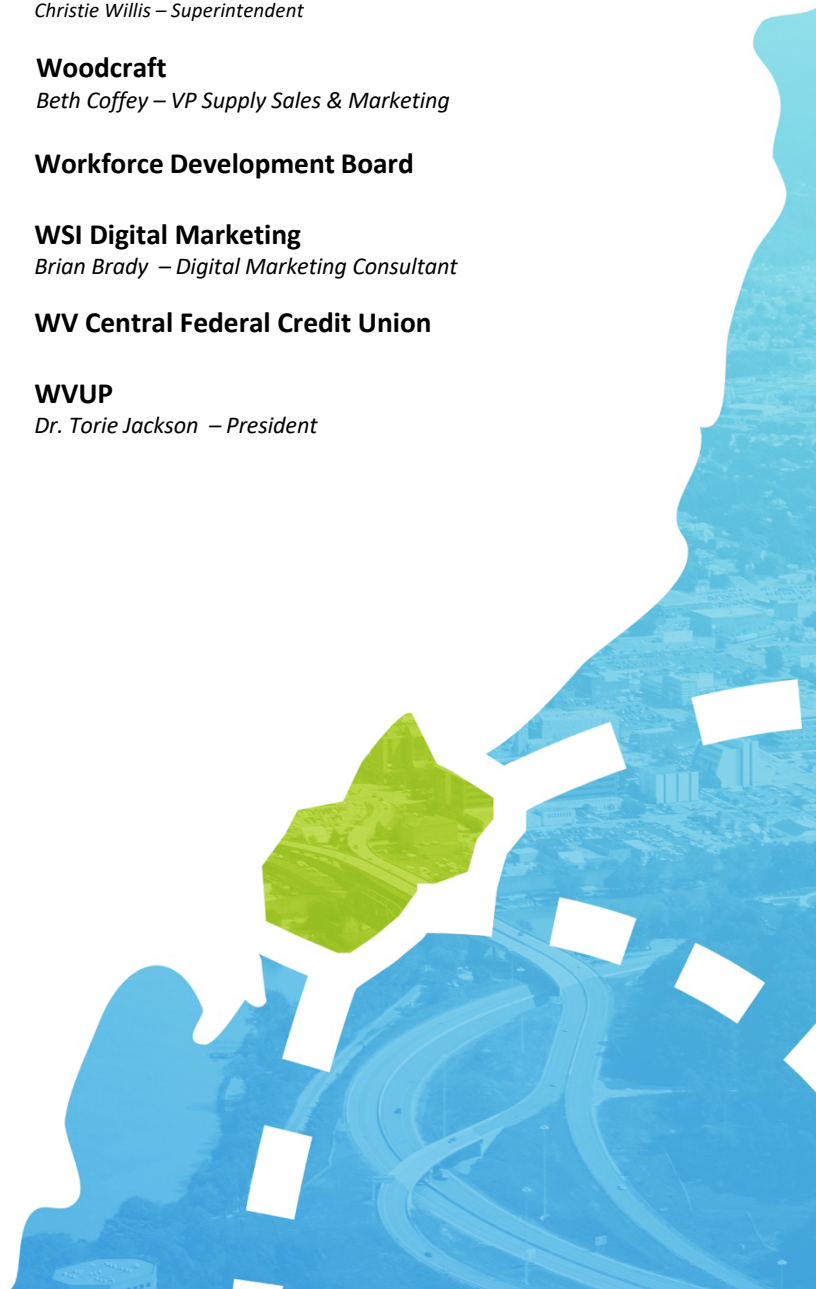 Christie Willis – Superintendent
Woodcraft
Beth Coffey – VP Supply Sales & Marketing
Workforce Development Board
WSI Digital Marketing
Brian Brady – Digital Marketing Consultant
WV Central Federal Credit Union
WVUP
Dr. Torie Jackson – President